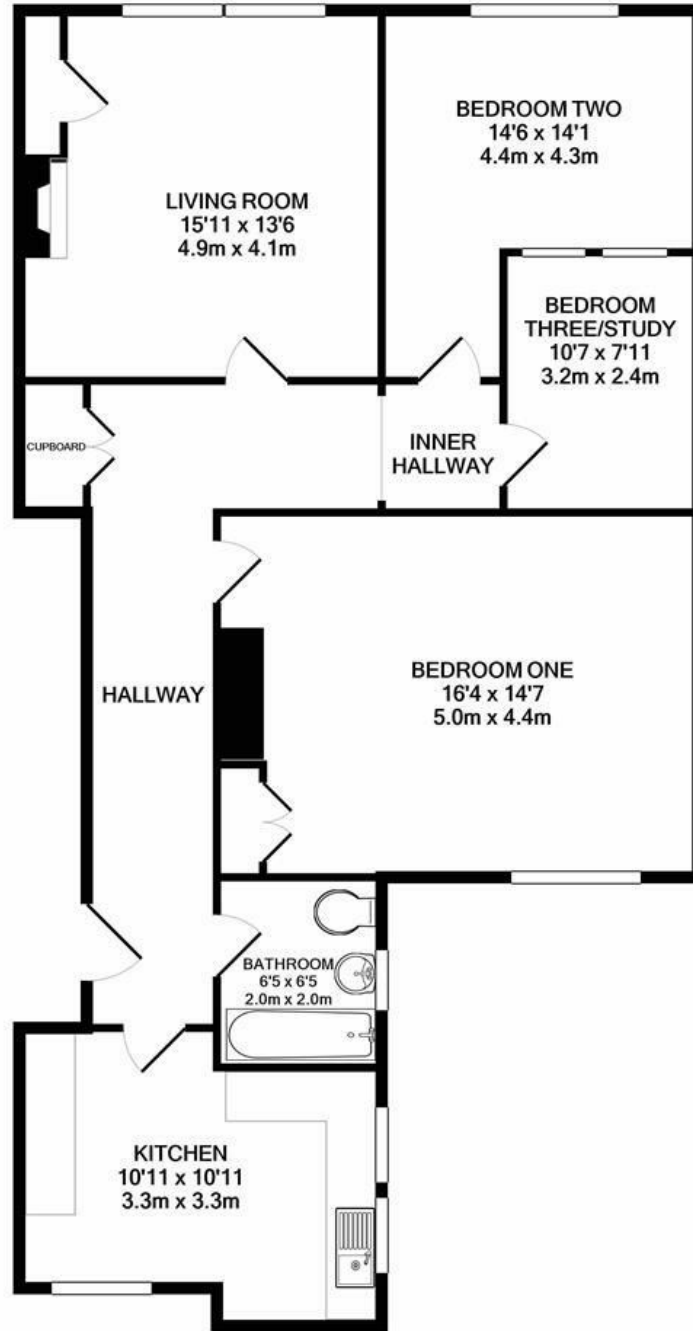 LIVING ROOM
15'11 x 13'6
4.9m x 4.1m
BEDROOM TWO
14'6 x 14'1
4.4m x 4.3m
BEDROOM
THREE/STUDY
10'7 x 7'11
3.2m x 2.4m
CUPBOARD
INNER
HALLWAY
HALLWAY
BEDROOM ONE
16'4 x 14'7
5.0m x 4.4m
BATHROOM
6'5 x 6'5
2.0m x 2.0m
KITCHEN
10'11 x 10'11
3.3m x 3.3m